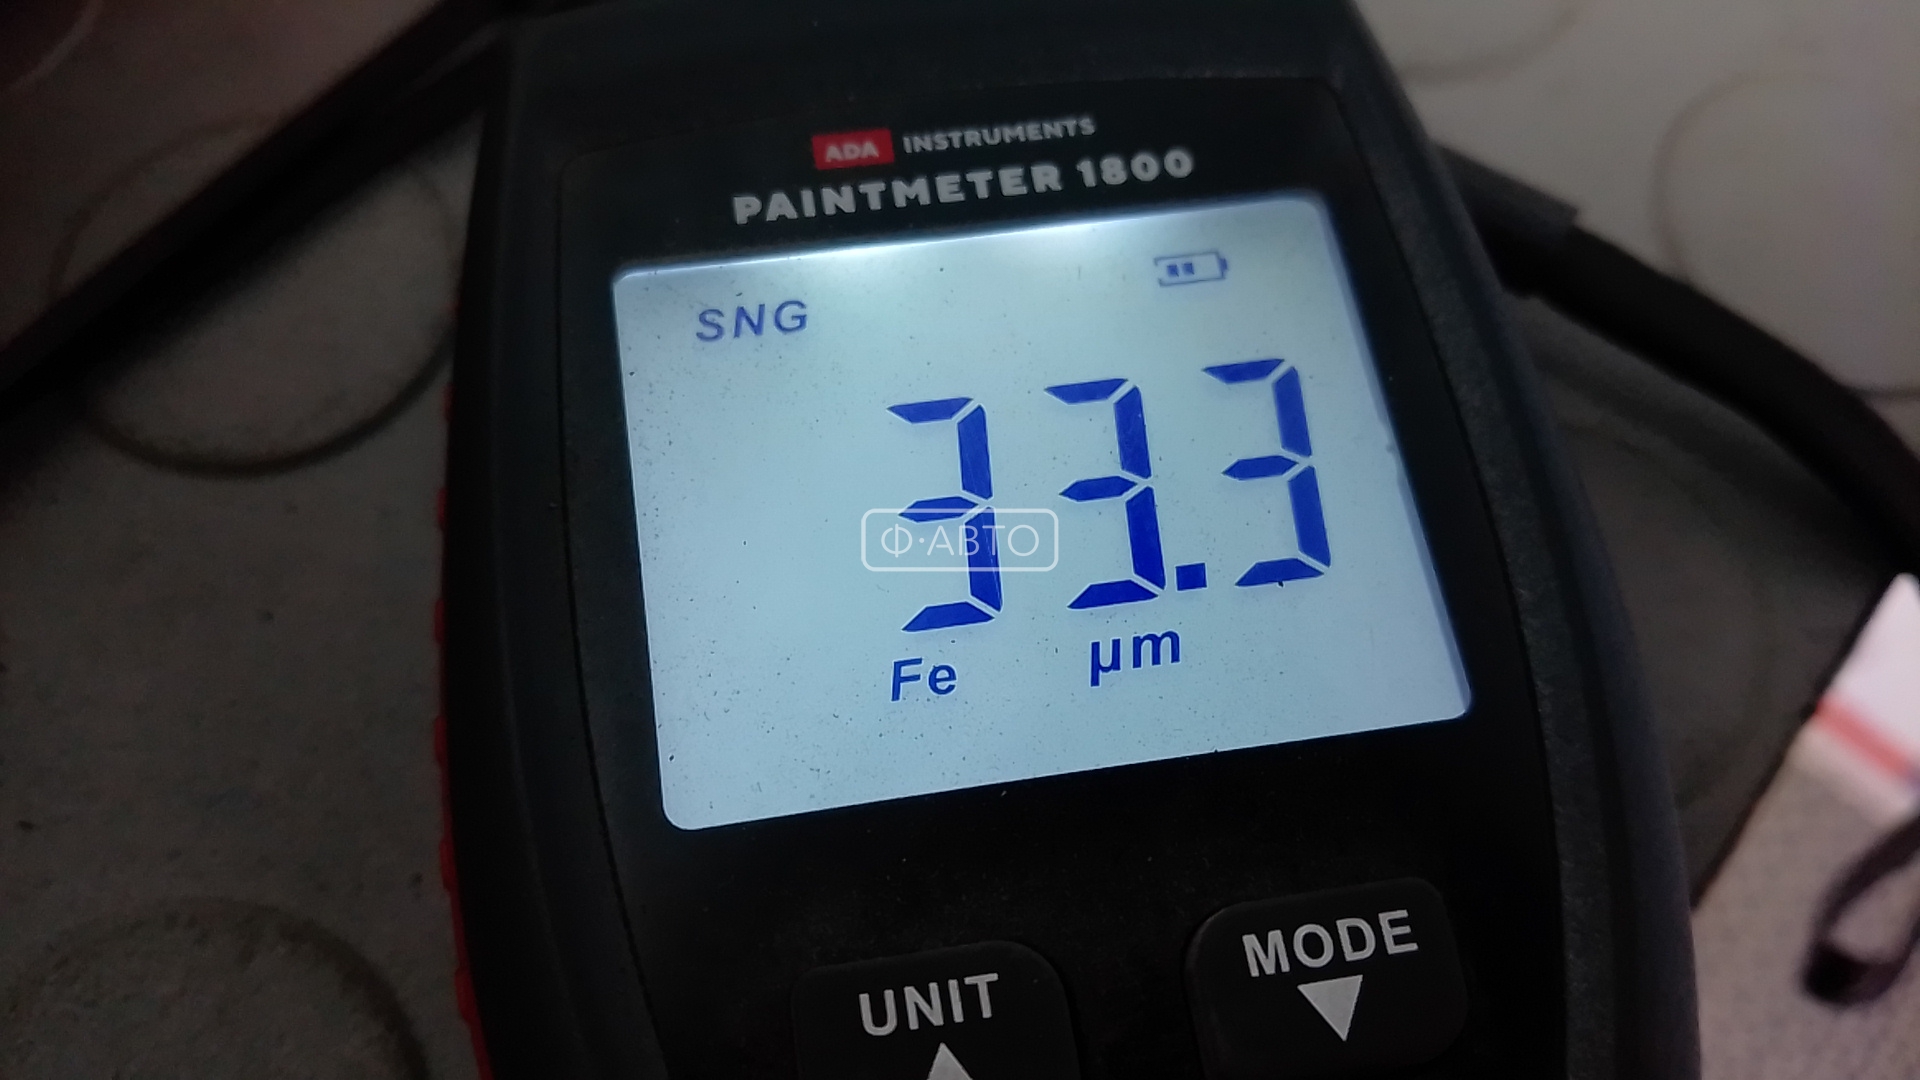 ADA INSTRUMENTS
PAINTMETER 1800
SNG
33.3
Fe µm
Ф·АВТО
UNIT MODE